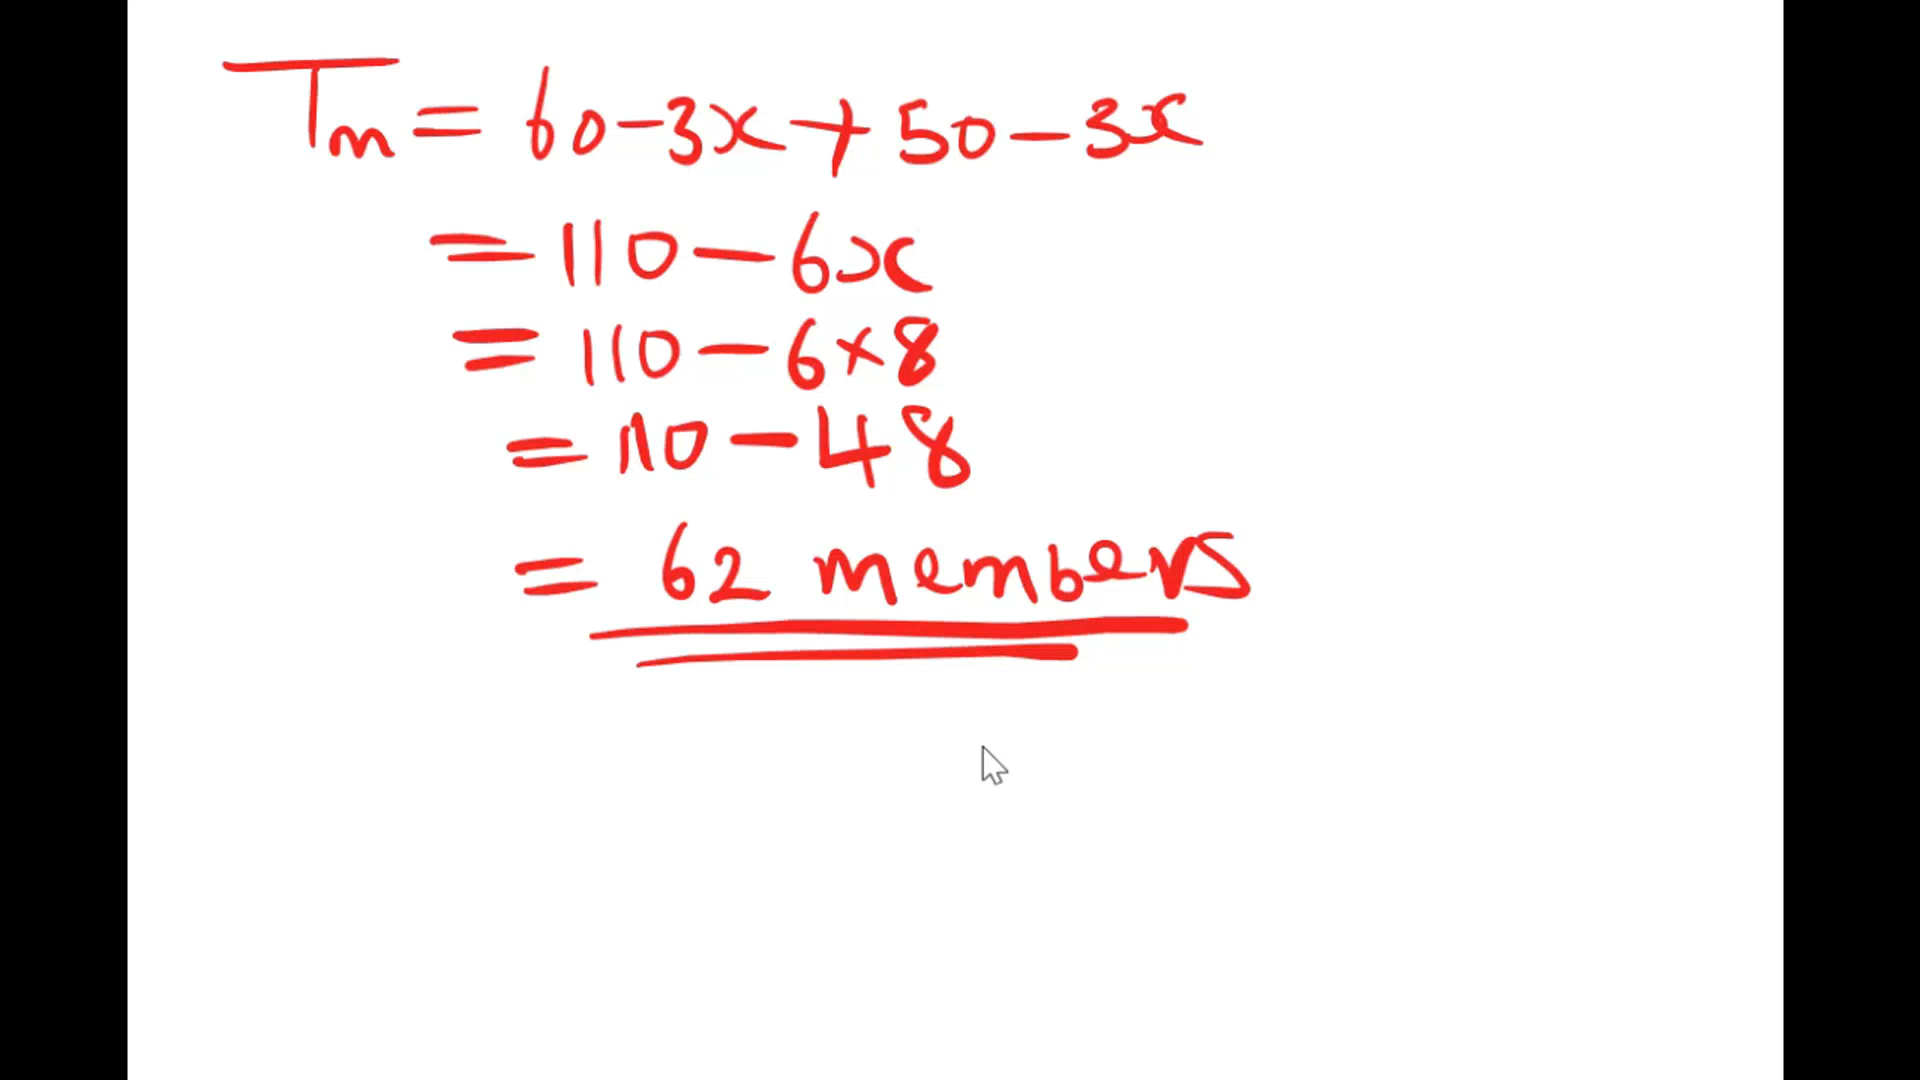 Tm = 60 - 3x + 50 - 3x
= 110 - 6x
= 110 - 6 × 8
= 110 - 48
= 62 members